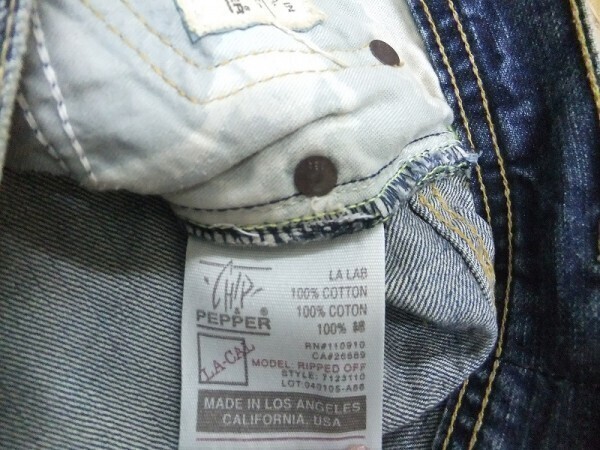 CHIP
&
PEPPER
LA LAB
100% COTTON
100% COTON
100% 綿
LA-CAL
RN#110910
CA#26689
MODEL: RIPPED OFF
STYLE: 7123110
LOT: 040105-A66
MADE IN LOS ANGELES
CALIFORNIA, USA